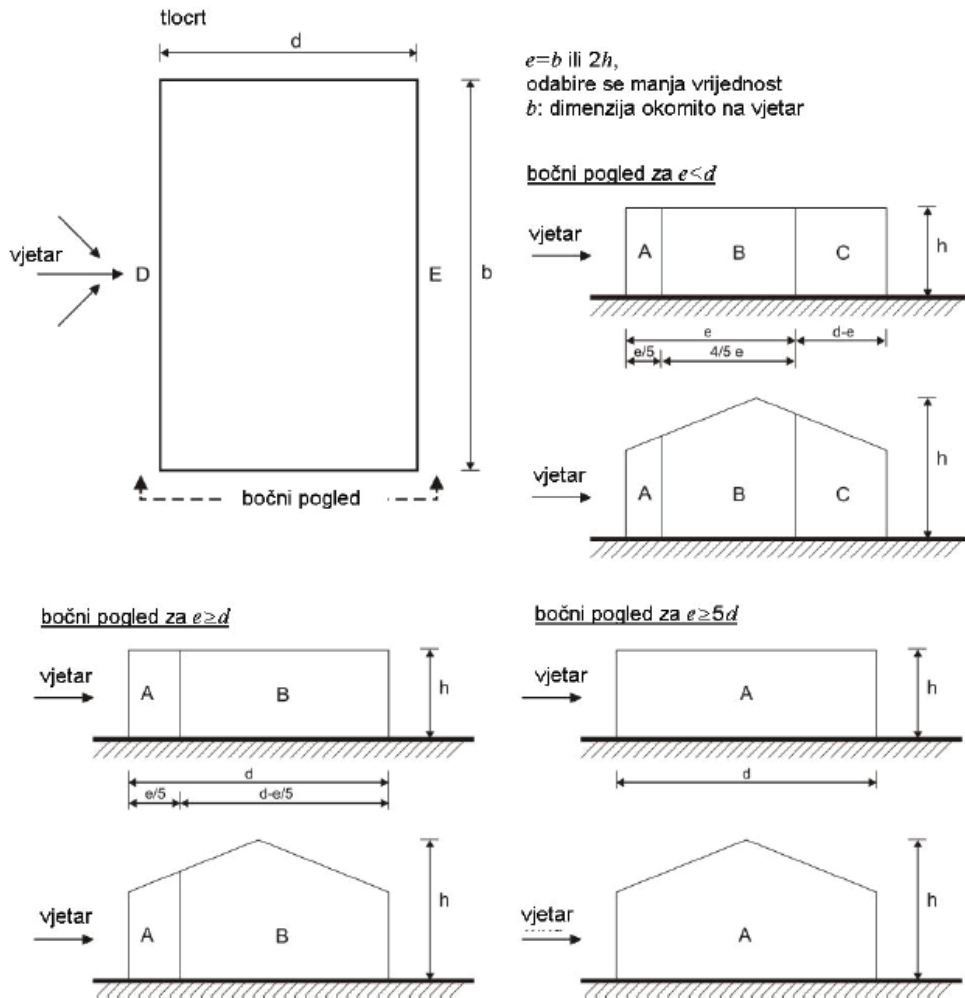 tlocrt
d
e=b ili 2h,
odabire se manja vrijednost
b: dimenzija okomito na vjetar
vjetar
D
E
b
bočni pogled
bočni pogled za e<d
vjetar
A
B
C
h
e
d-e
e/5
4/5 e
vjetar
A
B
C
h
bočni pogled za e≥d
vjetar
A
B
h
d
e/5
d-e/5
vjetar
A
B
h
bočni pogled za e≥5d
vjetar
A
h
d
vjetar
A
h